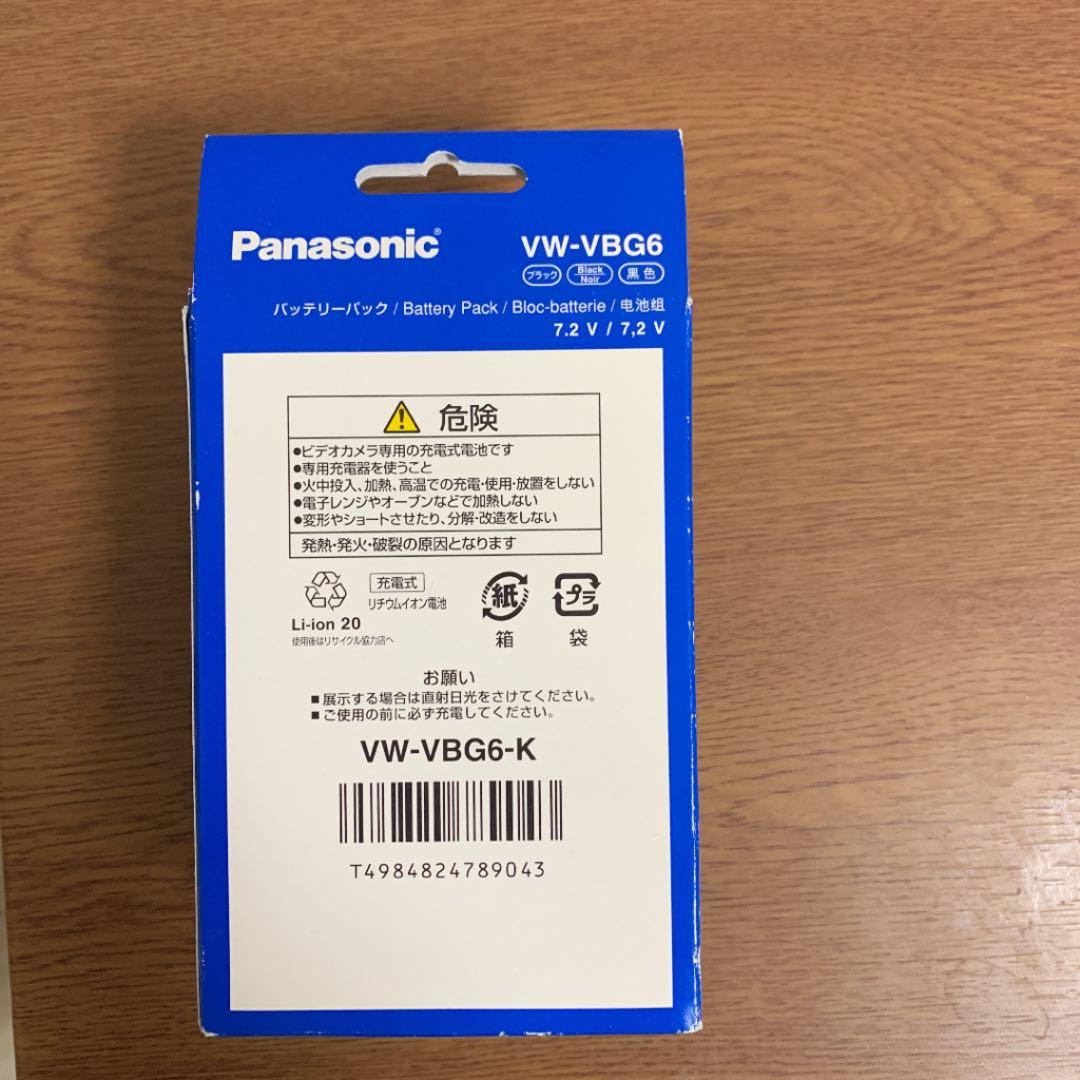 Panasonic® VW-VBG6
ブラック Black Noir 黒色
バッテリーパック / Battery Pack / Bloc-batterie / 电池组
7.2 V / 7,2 V
危険
●ビデオカメラ専用の充電式電池です
●専用充電器を使うこと
●火中投入、加熱、高温での充電・使用・放置をしない
●電子レンジやオーブンなどで加熱しない
●変形やショートさせたり、分解・改造をしない
発熱・発火・破裂の原因となります
充電式
リチウムイオン電池
Li-ion 20
使用後はリサイクル協力店へ
紙
箱
プラ
袋
お願い
■展示する場合は直射日光をさけてください。
■ご使用の前に必ず充電してください。
VW-VBG6-K
T4984824789043